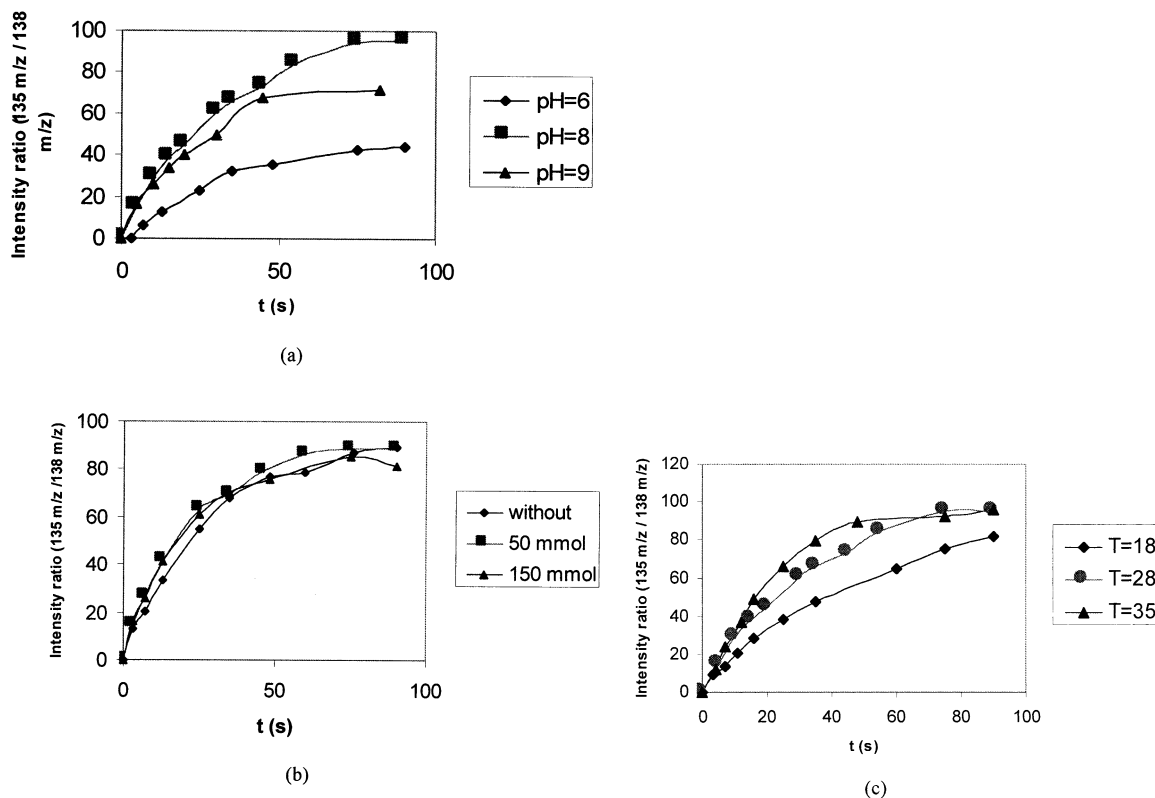 Intensity ratio (135 m/z / 138
m/z)
100
80
60
40
20
0
0
50
100
t (s)
pH=6
pH=8
pH=9
(a)
Intensity ratio (135 m/z /138 m/z)
100
80
60
40
20
0
0
50
100
t (s)
without
50 mmol
150 mmol
(b)
Intensity ratio (135 m/z / 138 m/z)
120
100
80
60
40
20
0
0
20
40
60
80
100
t (s)
T=18
T=28
T=35
(c)